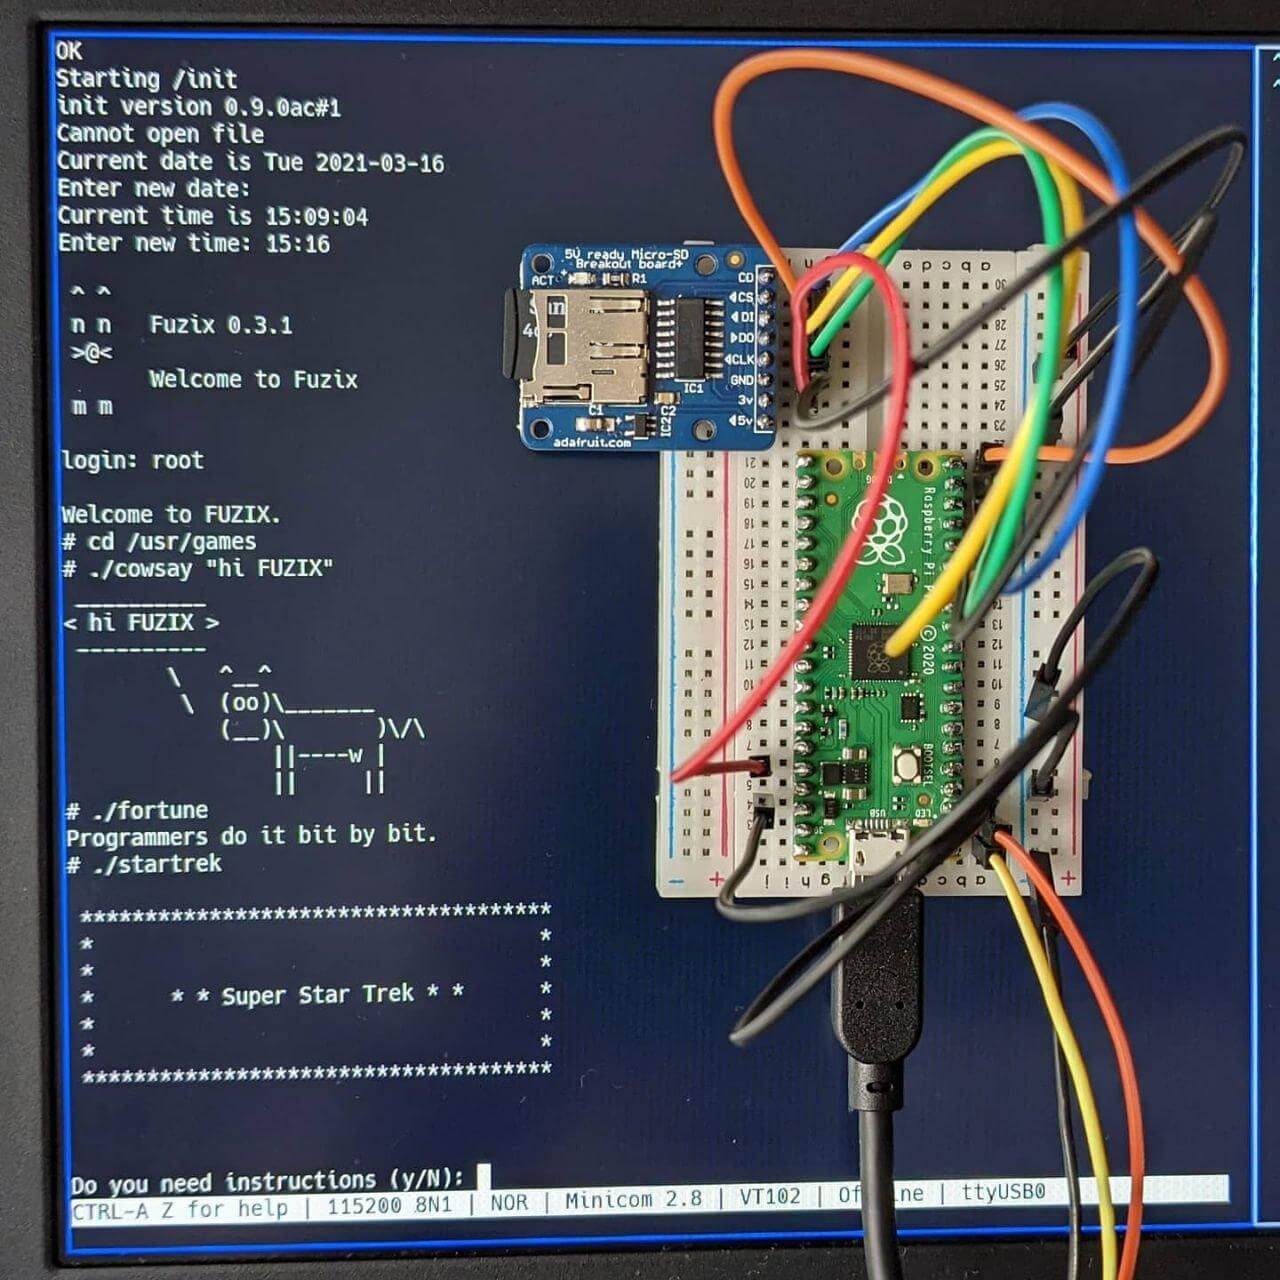 OK
Starting /init
init version 0.9.0ac#1
Cannot open file
Current date is Tue 2021-03-16
Enter new date:
Current time is 15:09:04
Enter new time: 15:16
^ ^
n n   Fuzix 0.3.1
>@<
Welcome to Fuzix
m m
login: root
Welcome to FUZIX.
# cd /usr/games
# ./cowsay "hi FUZIX"
__________
< hi FUZIX >
----------
\   ^__^
\  (oo)\_______
(__)\       )\/\
||----w |
||     ||
# ./fortune
Programmers do it bit by bit.
# ./startrek
************************************
*                                  *
*                                  *
*      * * Super Star Trek * *     *
*                                  *
*                                  *
************************************
Do you need instructions (y/N):
CTRL-A Z for help | 115200 8N1 | NOR | Minicom 2.8 | VT102 | | ttyUSB0
5V ready Micro-SD
Breakout board+
ACT
R1
CD
CS
DI
DO
CLK
GND
3v
5v
IC1
C1
C2
IC2
adafruit.com
Raspberry Pi
© 2020
BOOTSEL
USB
LED